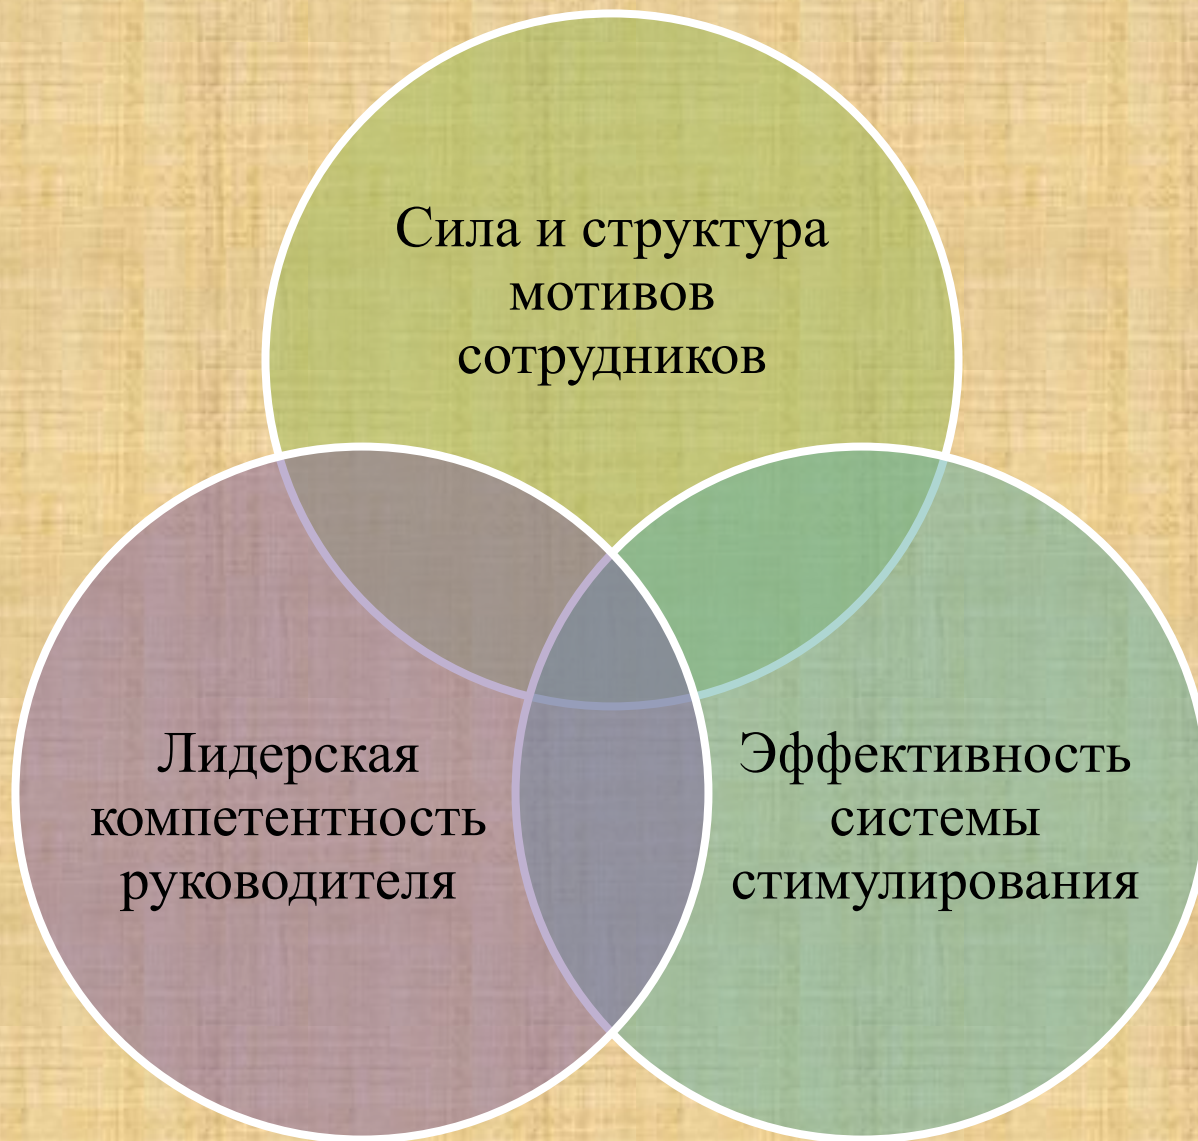 Сила и структура
мотивов
сотрудников
Лидерская
компетентность
руководителя
Эффективность
системы
стимулирования